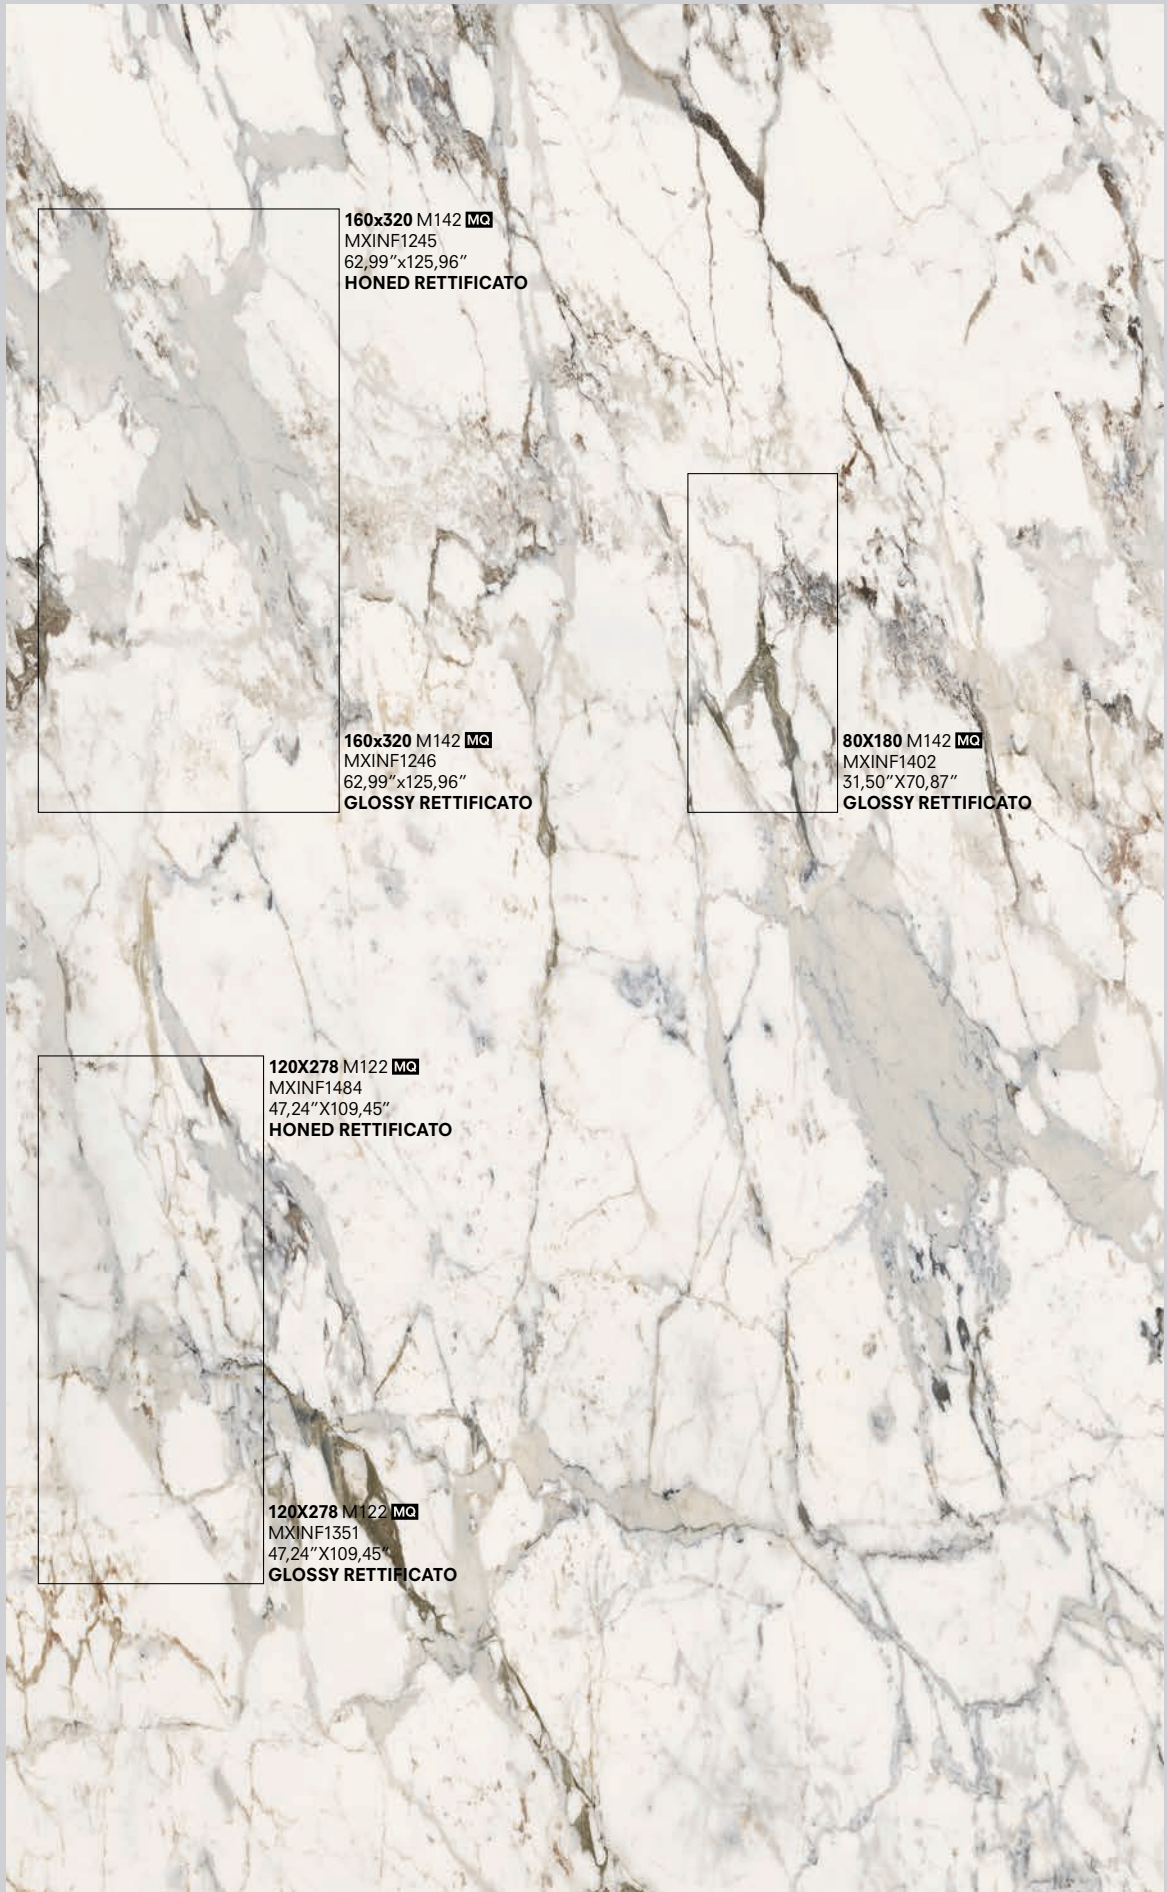 160x320 M142 MQ
MXINF1245
62,99”x125,96”
HONED RETTIFICATO
160x320 M142 MQ
MXINF1246
62,99”x125,96”
GLOSSY RETTIFICATO
80X180 M142 MQ
MXINF1402
31,50”X70,87”
GLOSSY RETTIFICATO
120X278 M122 MQ
MXINF1484
47,24”X109,45”
HONED RETTIFICATO
120X278 M122 MQ
MXINF1351
47,24”X109,45”
GLOSSY RETTIFICATO